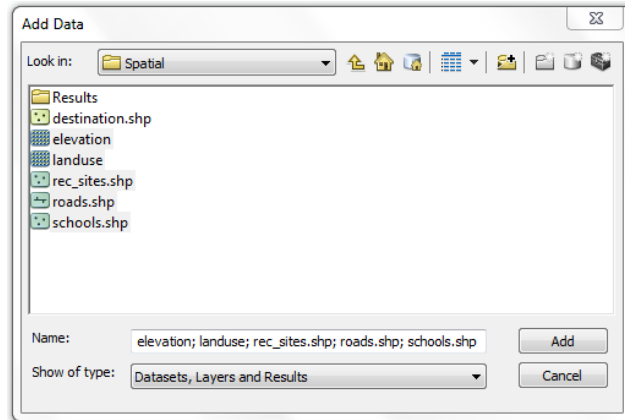 Add Data
Look in: Spatial
Results
destination.shp
elevation
landuse
rec_sites.shp
roads.shp
schools.shp
Name: elevation; landuse; rec_sites.shp; roads.shp; schools.shp Add
Show of type: Datasets, Layers and Results Cancel